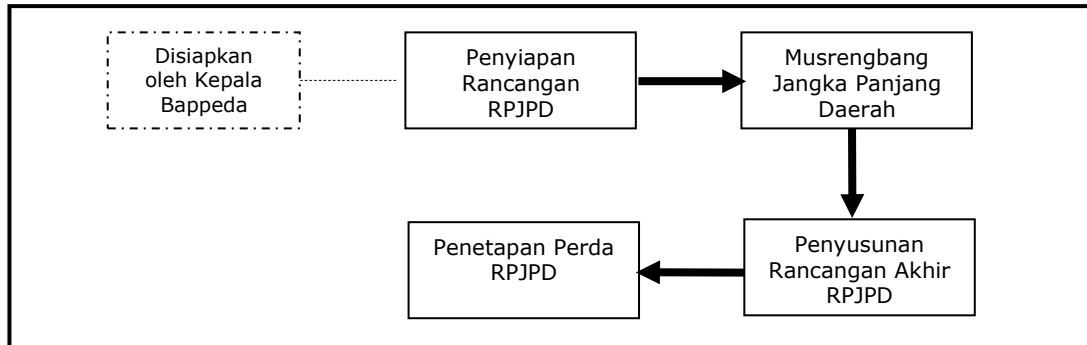 Disiapkan
oleh Kepala
Bappeda
Penyiapan
Rancangan
RPJPD
Musrengbang
Jangka Panjang
Daerah
Penyusunan
Rancangan Akhir
RPJPD
Penetapan Perda
RPJPD